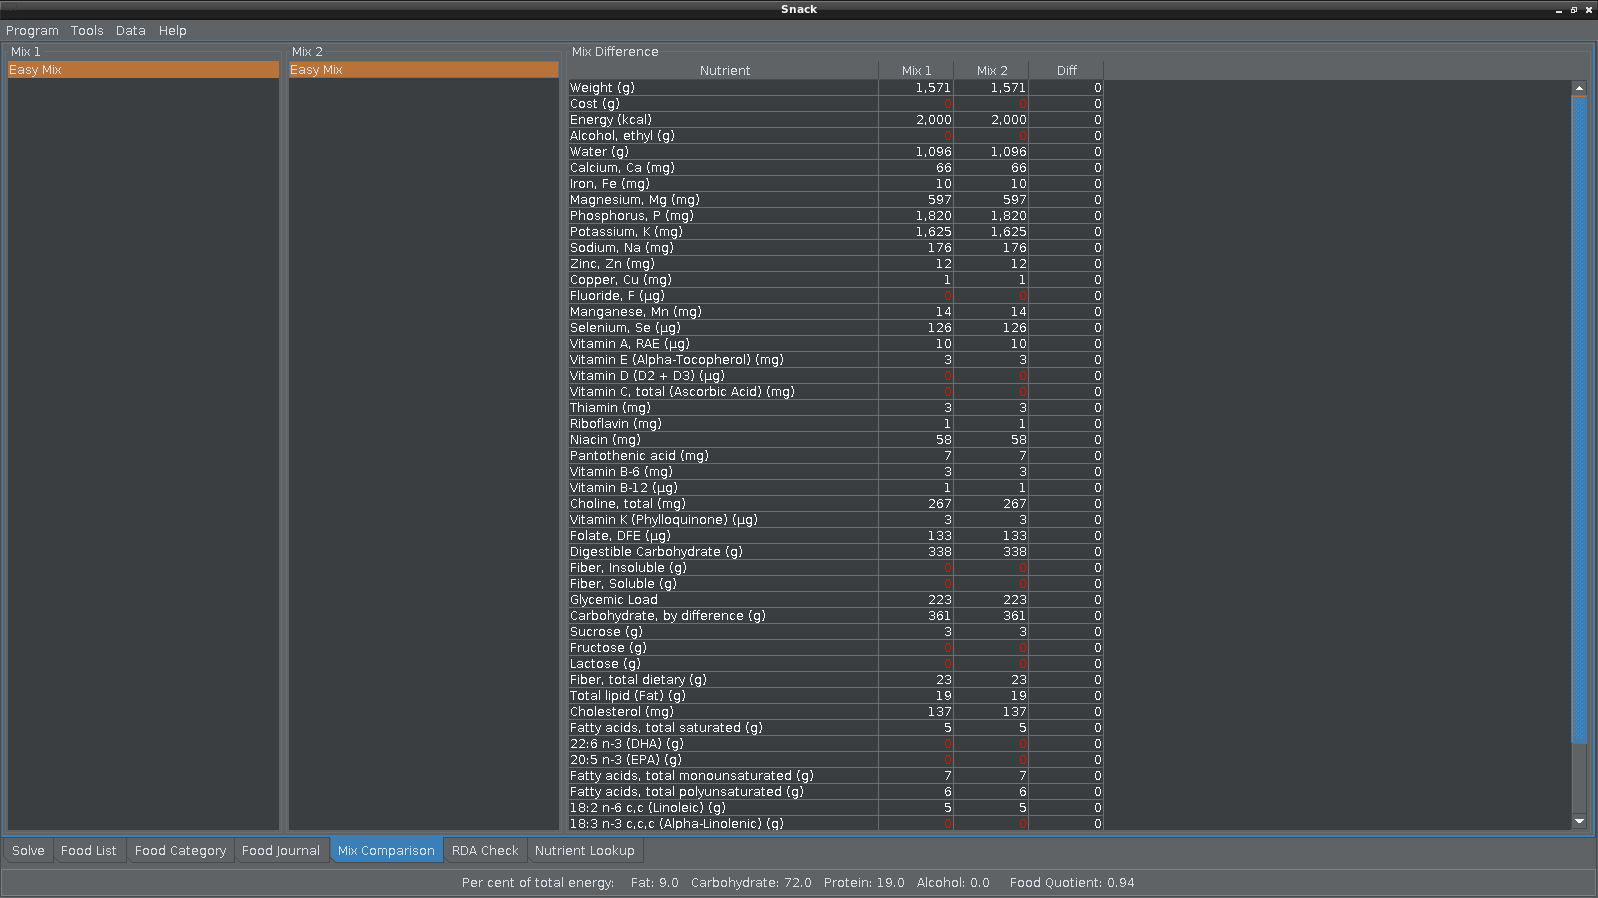 Snack
Program Tools Data Help
Mix 1
Easy Mix
Mix 2
Easy Mix
Mix Difference
Nutrient Mix 1 Mix 2 Diff
Weight (g) 1,571 1,571 0
Cost (g) 0 0 0
Energy (kcal) 2,000 2,000 0
Alcohol, ethyl (g) 0 0 0
Water (g) 1,096 1,096 0
Calcium, Ca (mg) 66 66 0
Iron, Fe (mg) 10 10 0
Magnesium, Mg (mg) 597 597 0
Phosphorus, P (mg) 1,820 1,820 0
Potassium, K (mg) 1,625 1,625 0
Sodium, Na (mg) 176 176 0
Zinc, Zn (mg) 12 12 0
Copper, Cu (mg) 1 1 0
Fluoride, F (µg) 0 0 0
Manganese, Mn (mg) 14 14 0
Selenium, Se (µg) 126 126 0
Vitamin A, RAE (µg) 10 10 0
Vitamin E (Alpha-Tocopherol) (mg) 3 3 0
Vitamin D (D2 + D3) (µg) 0 0 0
Vitamin C, total (Ascorbic Acid) (mg) 0 0 0
Thiamin (mg) 3 3 0
Riboflavin (mg) 1 1 0
Niacin (mg) 58 58 0
Pantothenic acid (mg) 7 7 0
Vitamin B-6 (mg) 3 3 0
Vitamin B-12 (µg) 1 1 0
Choline, total (mg) 267 267 0
Vitamin K (Phylloquinone) (µg) 3 3 0
Folate, DFE (µg) 133 133 0
Digestible Carbohydrate (g) 338 338 0
Fiber, Insoluble (g) 0 0 0
Fiber, Soluble (g) 0 0 0
Glycemic Load 223 223 0
Carbohydrate, by difference (g) 361 361 0
Sucrose (g) 3 3 0
Fructose (g) 0 0 0
Lactose (g) 0 0 0
Fiber, total dietary (g) 23 23 0
Total lipid (Fat) (g) 19 19 0
Cholesterol (mg) 137 137 0
Fatty acids, total saturated (g) 5 5 0
22:6 n-3 (DHA) (g) 0 0 0
20:5 n-3 (EPA) (g) 0 0 0
Fatty acids, total monounsaturated (g) 7 7 0
Fatty acids, total polyunsaturated (g) 6 6 0
18:2 n-6 c,c (Linoleic) (g) 5 5 0
18:3 n-3 c,c,c (Alpha-Linolenic) (g) 0 0 0
Solve Food List Food Category Food Journal Mix Comparison RDA Check Nutrient Lookup
Per cent of total energy: Fat: 9.0 Carbohydrate: 72.0 Protein: 19.0 Alcohol: 0.0 Food Quotient: 0.94